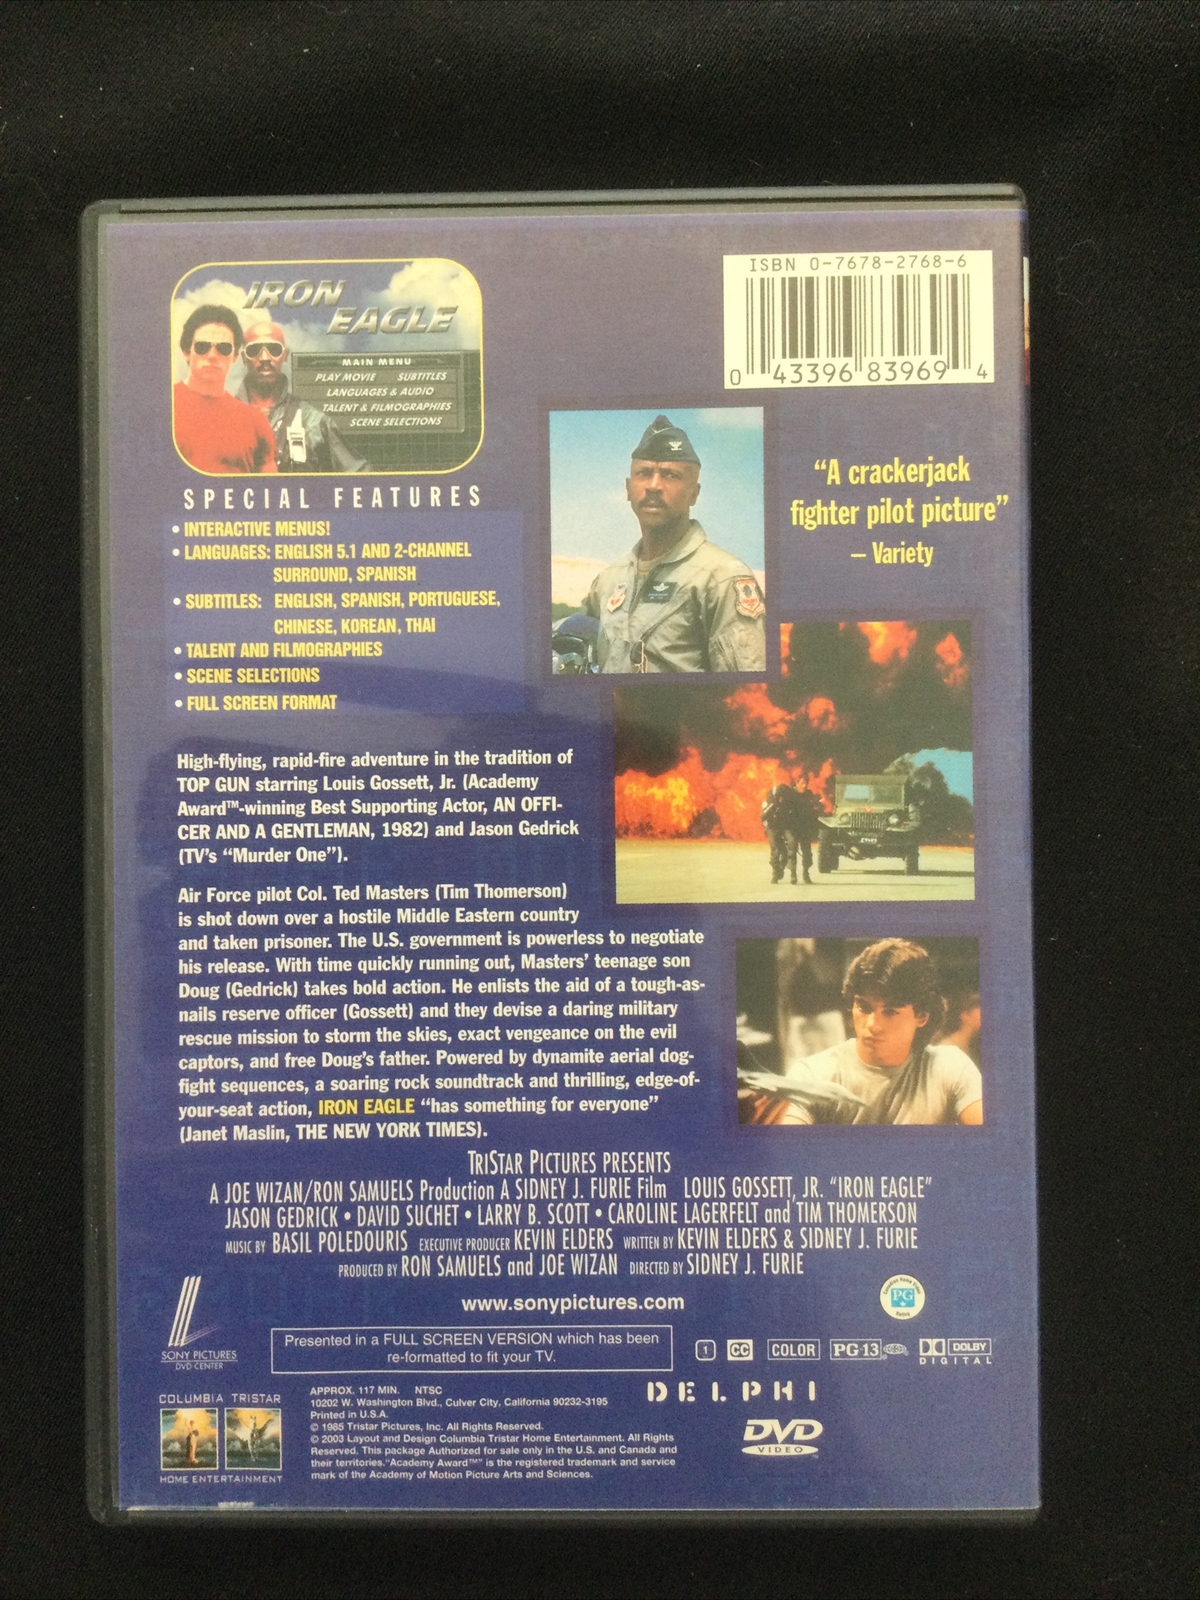 IRON
EAGLE
MAIN MENU
PLAY MOVIE SUBTITLES
LANGUAGES & AUDIO
TALENT & FILMOGRAPHIES
SCENE SELECTIONS
ISBN 0-7678-2768-6
0 43396 83969 4
"A crackerjack
fighter pilot picture"
– Variety
SPECIAL FEATURES
• INTERACTIVE MENUS!
• LANGUAGES: ENGLISH 5.1 AND 2-CHANNEL
SURROUND, SPANISH
• SUBTITLES: ENGLISH, SPANISH, PORTUGUESE,
CHINESE, KOREAN, THAI
• TALENT AND FILMOGRAPHIES
• SCENE SELECTIONS
• FULL SCREEN FORMAT
High-flying, rapid-fire adventure in the tradition of
TOP GUN starring Louis Gossett, Jr. (Academy
Award™-winning Best Supporting Actor, AN OFFI-
CER AND A GENTLEMAN, 1982) and Jason Gedrick
(TV's "Murder One").
Air Force pilot Col. Ted Masters (Tim Thomerson)
is shot down over a hostile Middle Eastern country
and taken prisoner. The U.S. government is powerless to negotiate
his release. With time quickly running out, Masters' teenage son
Doug (Gedrick) takes bold action. He enlists the aid of a tough-as-
nails reserve officer (Gossett) and they devise a daring military
rescue mission to storm the skies, exact vengeance on the evil
captors, and free Doug's father. Powered by dynamite aerial dog-
fight sequences, a soaring rock soundtrack and thrilling, edge-of-
your-seat action, IRON EAGLE "has something for everyone"
(Janet Maslin, THE NEW YORK TIMES).
TRISTAR PICTURES PRESENTS
A JOE WIZAN/RON SAMUELS Production A SIDNEY J. FURIE Film LOUIS GOSSETT, JR. "IRON EAGLE"
JASON GEDRICK • DAVID SUCHET • LARRY B. SCOTT • CAROLINE LAGERFELT and TIM THOMERSON
MUSIC BY BASIL POLEDOURIS EXECUTIVE PRODUCER KEVIN ELDERS WRITTEN BY KEVIN ELDERS & SIDNEY J. FURIE
PRODUCED BY RON SAMUELS and JOE WIZAN DIRECTED BY SIDNEY J. FURIE
www.sonypictures.com
Canadian Home Video
PG
SONY PICTURES
DVD CENTER
Presented in a FULL SCREEN VERSION which has been
re-formatted to fit your TV.
1 CC COLOR PG-13 DOLBY
DIGITAL
COLUMBIA TRISTAR
HOME ENTERTAINMENT
APPROX. 117 MIN. NTSC
10202 W. Washington Blvd., Culver City, California 90232-3195
Printed in U.S.A.
© 1985 Tristar Pictures, Inc. All Rights Reserved.
© 2003 Layout and Design Columbia Tristar Home Entertainment. All Rights
Reserved. This package Authorized for sale only in the U.S. and Canada and
their territories. "Academy Award™" is the registered trademark and service
mark of the Academy of Motion Picture Arts and Sciences.
DELPHI
DVD
VIDEO